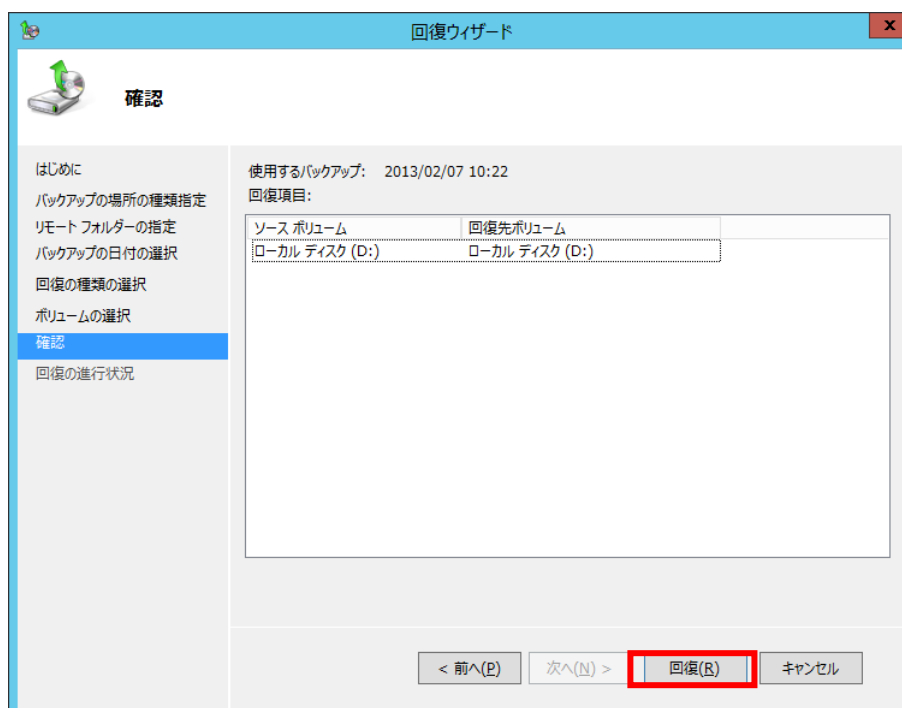 回復ウィザード
x
確認
はじめに
バックアップの場所の種類指定
リモート フォルダーの指定
バックアップの日付の選択
回復の種類の選択
ボリュームの選択
確認
回復の進行状況
使用するバックアップ: 2013/02/07 10:22
回復項目:
ソース ボリューム 回復先ボリューム
ローカル ディスク (D:) ローカル ディスク (D:)
< 前へ(P) 次へ(N) > 回復(R) キャンセル